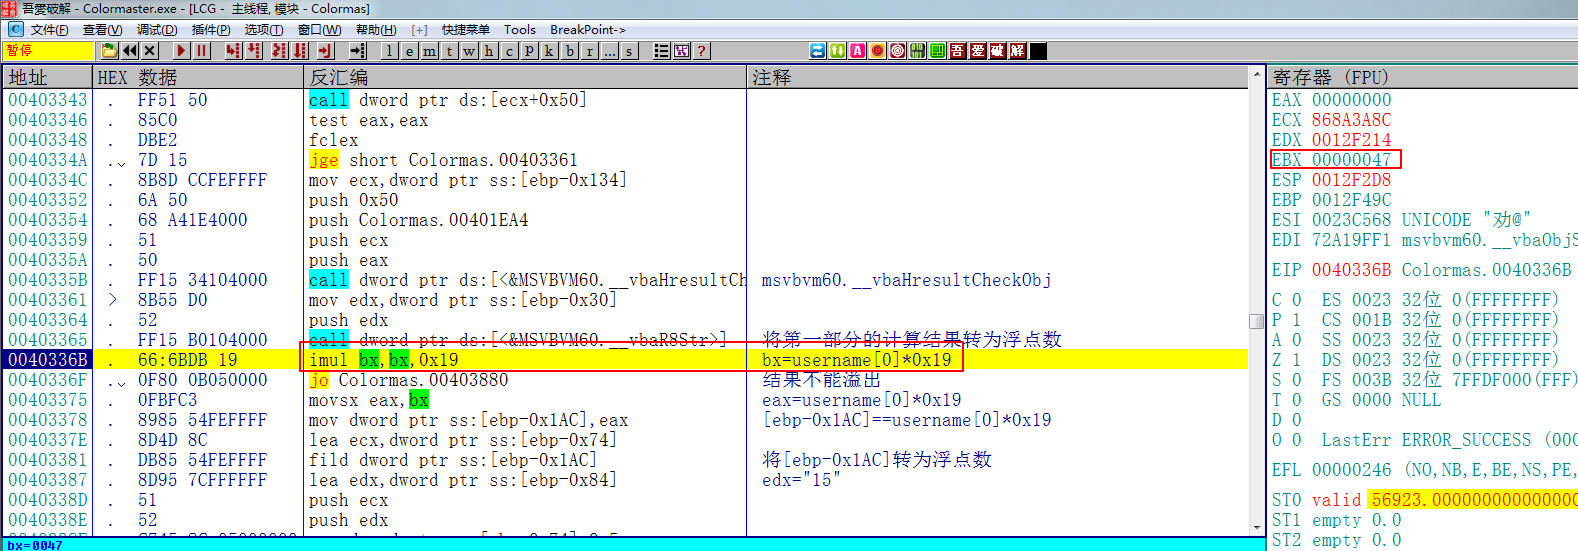 吾愛破解 - Colormaster.exe - [LCG - 主线程, 模块 - Colormas]
文件(F) 查看(V) 调试(D) 插件(P) 选项(T) 窗口(W) 帮助(H) [+] 快捷菜单 Tools BreakPoint->
暂停 l e m t w h c P k b r ... s ? 吾 爱 破 解
地址 HEX 数据 反汇编 注释 寄存器 (FPU)
00403343 . FF51 50 call dword ptr ds:[ecx+0x50]
00403346 . 85C0 test eax,eax
00403348 . DBE2 fclex
0040334A . 7D 15 jge short Colormas.00403361
0040334C . 8B8D CCFEFFFF mov ecx,dword ptr ss:[ebp-0x134]
00403352 . 6A 50 push 0x50
00403354 . 68 A41E4000 push Colormas.00401EA4
00403359 . 51 push ecx
0040335A . 50 push eax
0040335B . FF15 34104000 call dword ptr ds:[<&MSVBVM60.__vbaHresultCh msvbvm60.__vbaHresultCheckObj
00403361 > 8B55 D0 mov edx,dword ptr ss:[ebp-0x30]
00403364 . 52 push edx
00403365 . FF15 B0104000 call dword ptr ds:[<&MSVBVM60.__vbaR8Str>] 将第一部分的计算结果转为浮点数
0040336B . 66:6BDB 19 imul bx,bx,0x19 bx=username[0]*0x19
0040336F . 0F80 0B050000 jo Colormas.00403880 结果不能溢出
00403375 . 0FBFC3 movsx eax,bx eax=username[0]*0x19
00403378 . 8985 54FEFFFF mov dword ptr ss:[ebp-0x1AC],eax [ebp-0x1AC]==username[0]*0x19
0040337E . 8D4D 8C lea ecx,dword ptr ss:[ebp-0x74]
00403381 . DB85 54FEFFFF fild dword ptr ss:[ebp-0x1AC] 将[ebp-0x1AC]转为浮点数
00403387 . 8D95 7CFFFFFF lea edx,dword ptr ss:[ebp-0x84] edx="15"
0040338D . 51 push ecx
0040338E . 52 push edx
bx=0047
EAX 00000000
ECX 868A3A8C
EDX 0012F214
EBX 00000047
ESP 0012F2D8
EBP 0012F49C
ESI 0023C568 UNICODE "劝@"
EDI 72A19FF1 msvbvm60.__vbaObjS
EIP 0040336B Colormas.0040336B
C 0 ES 0023 32位 0(FFFFFFFF)
P 1 CS 001B 32位 0(FFFFFFFF)
A 0 SS 0023 32位 0(FFFFFFFF)
Z 1 DS 0023 32位 0(FFFFFFFF)
S 0 FS 003B 32位 7FFDF000(FFF)
T 0 GS 0000 NULL
D 0
O 0 LastErr ERROR_SUCCESS (000
EFL 00000246 (NO,NB,E,BE,NS,PE,
ST0 valid 56923.0000000000000
ST1 empty 0.0
ST2 empty 0.0